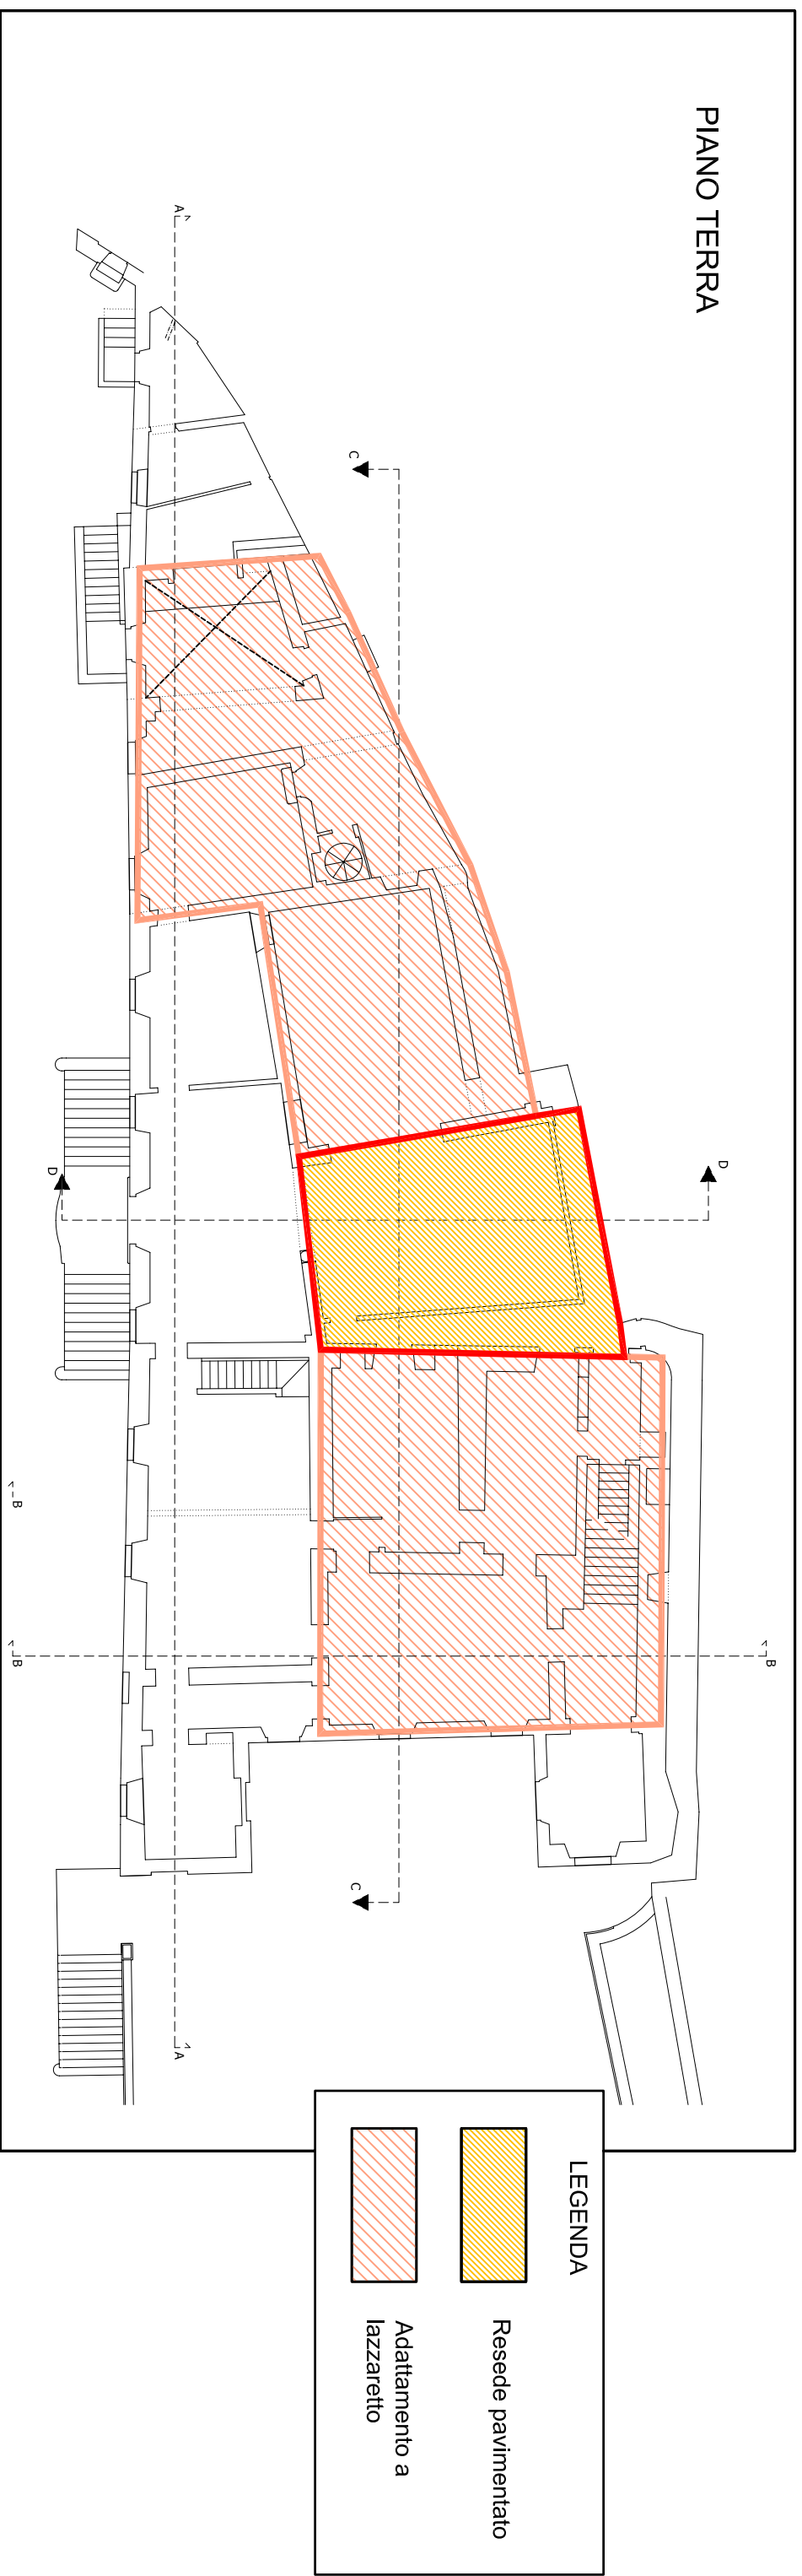 PIANO TERRA
A
A
C
C
D
D
B
B
B
LEGENDA
Resede pavimentato
Adattamento a
lazzaretto